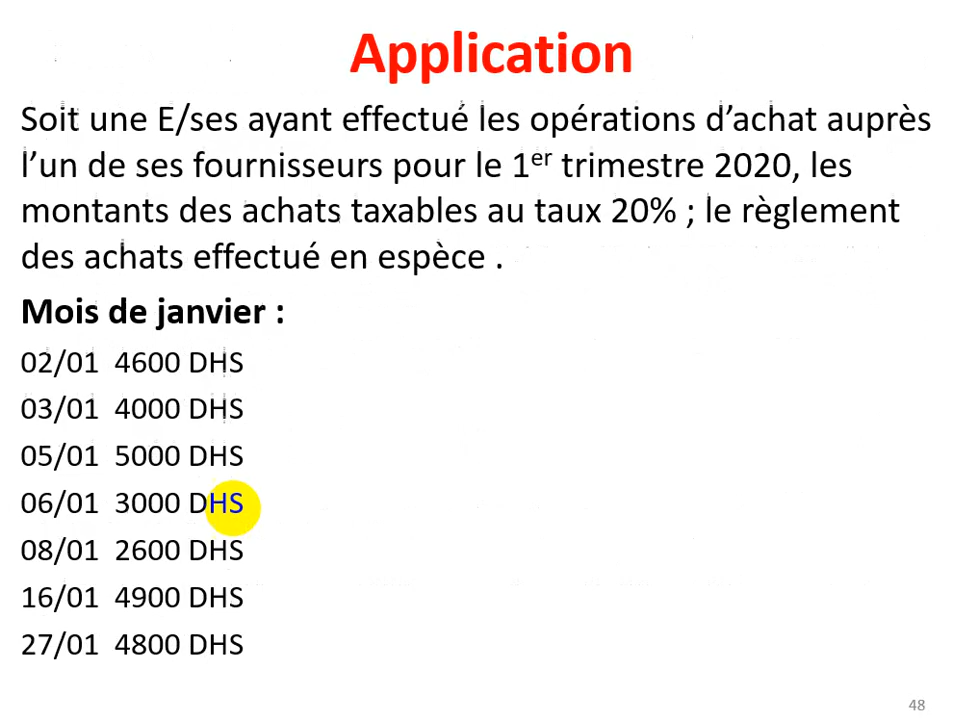 Application
Soit une E/ses ayant effectué les opérations d’achat auprès
l’un de ses fournisseurs pour le 1er trimestre 2020, les
montants des achats taxables au taux 20% ; le règlement
des achats effectué en espèce .
Mois de janvier :
02/01 4600 DHS
03/01 4000 DHS
05/01 5000 DHS
06/01 3000 DHS
08/01 2600 DHS
16/01 4900 DHS
27/01 4800 DHS
48